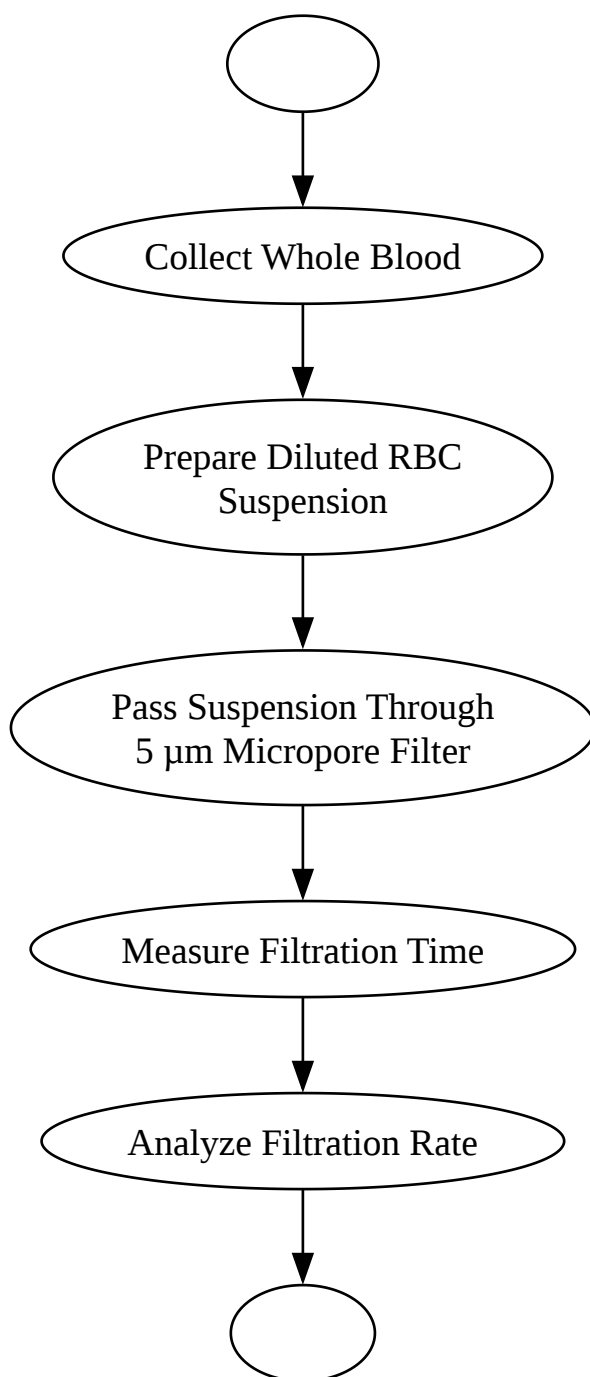 Collect Whole Blood
Prepare Diluted RBC
Suspension
Pass Suspension Through
5 µm Micropore Filter
Measure Filtration Time
Analyze Filtration Rate